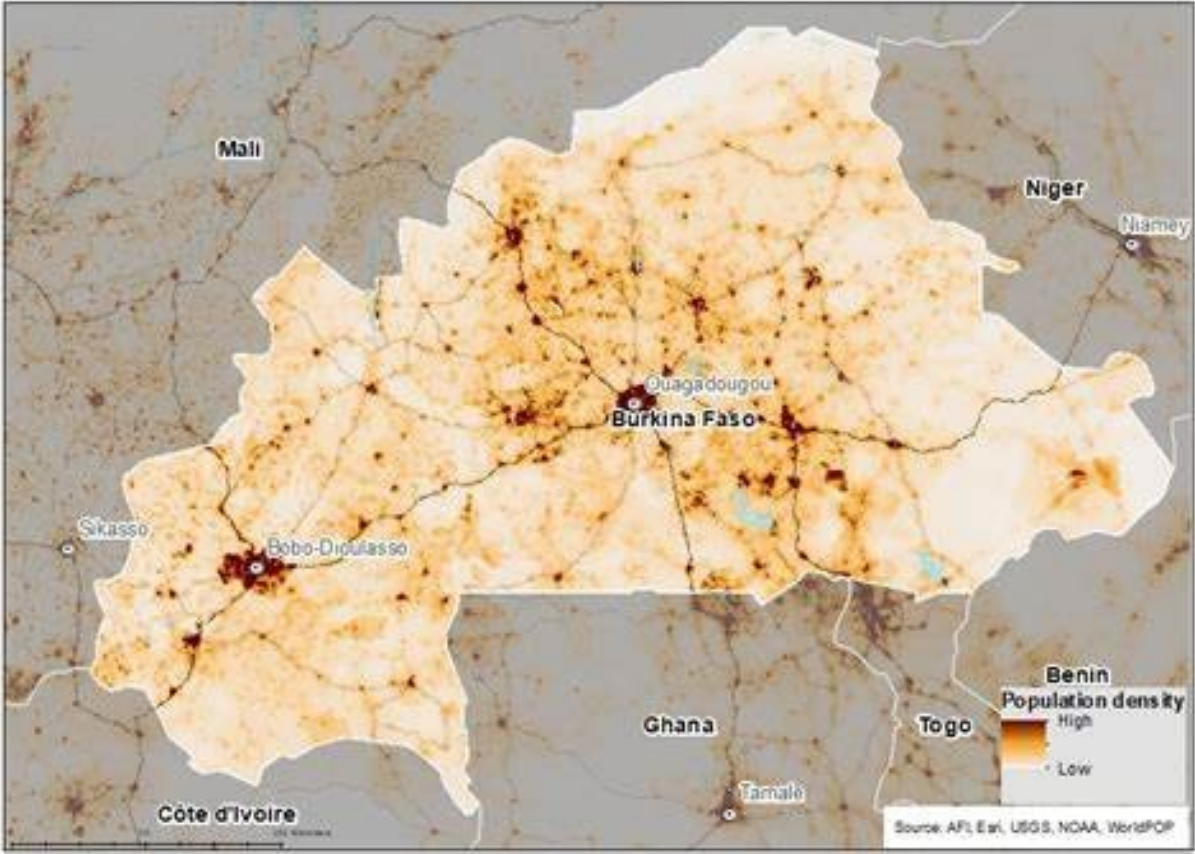 Mali
Niger
Niamey
Ouagadougou
Burkina Faso
Sikasso
Bobo-Dioulasso
Benin
Population density
High
Low
Ghana
Togo
Tamale
Côte d'Ivoire
Source: AFI, Esri, USGS, NOAA, WorldPOP